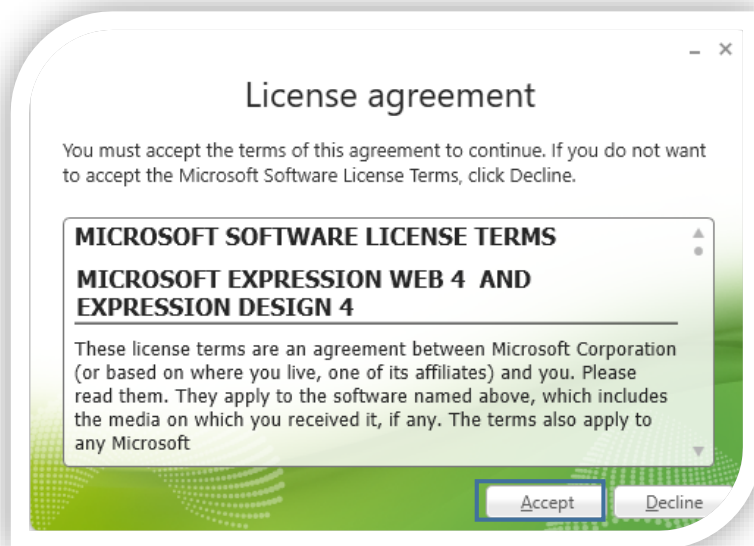 License agreement
You must accept the terms of this agreement to continue. If you do not want
to accept the Microsoft Software License Terms, click Decline.
MICROSOFT SOFTWARE LICENSE TERMS
MICROSOFT EXPRESSION WEB 4 AND
EXPRESSION DESIGN 4
These license terms are an agreement between Microsoft Corporation
(or based on where you live, one of its affiliates) and you. Please
read them. They apply to the software named above, which includes
the media on which you received it, if any. The terms also apply to
any Microsoft
Accept Decline